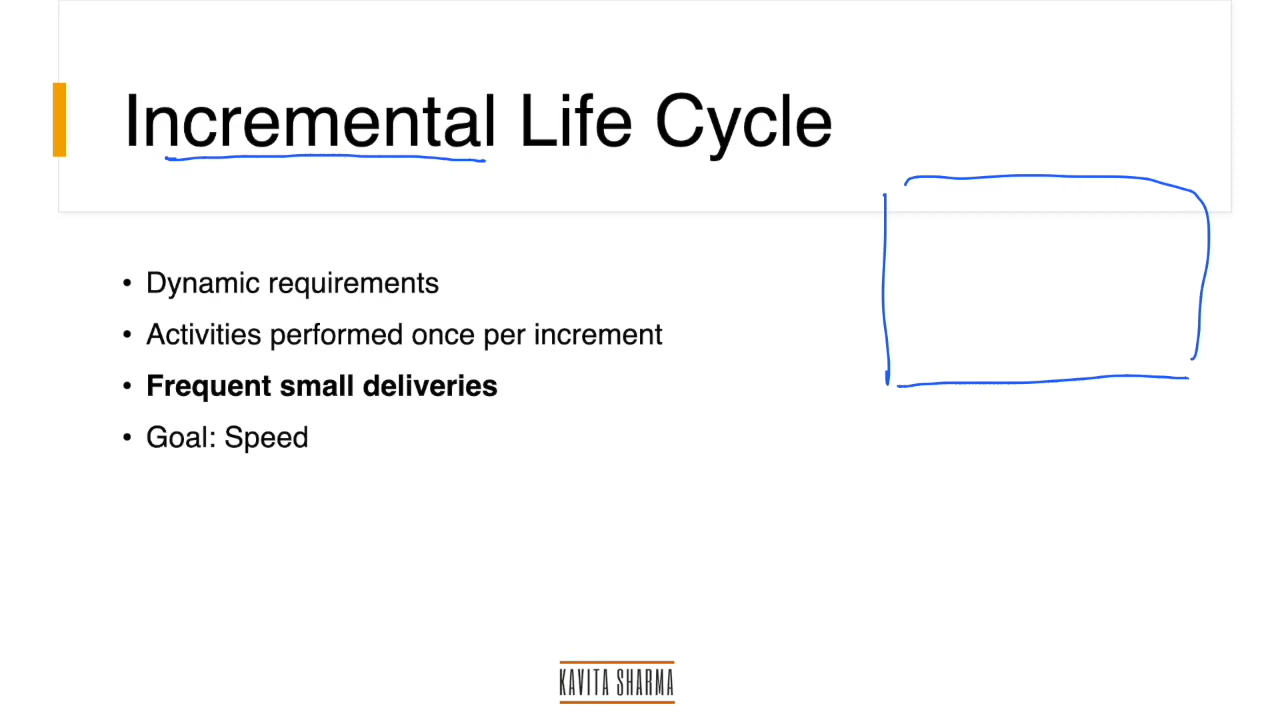 Incremental Life Cycle
• Dynamic requirements
• Activities performed once per increment
• Frequent small deliveries
• Goal: Speed
KAVITA SHARMA